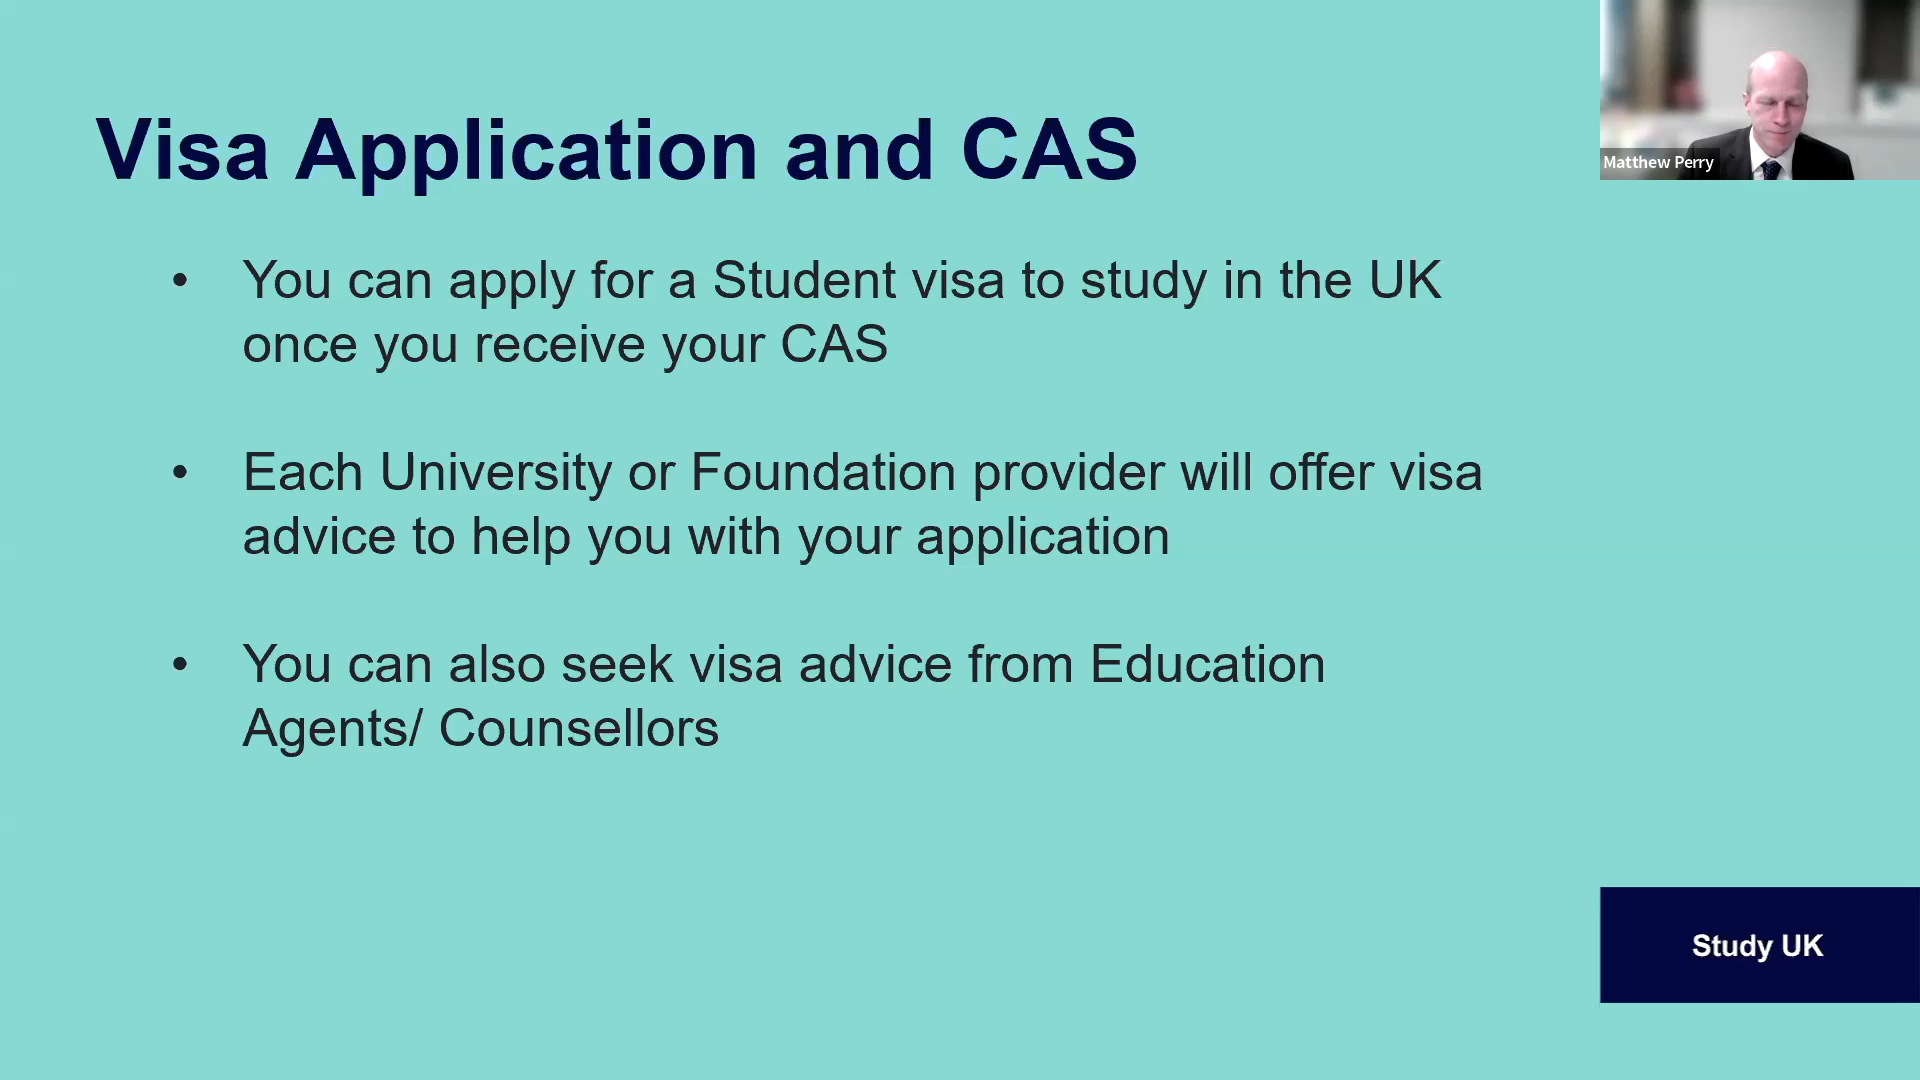 Visa Application and CAS
Matthew Perry
• You can apply for a Student visa to study in the UK
once you receive your CAS
• Each University or Foundation provider will offer visa
advice to help you with your application
• You can also seek visa advice from Education
Agents/ Counsellors
Study UK